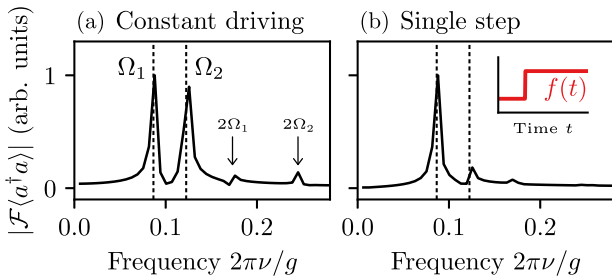 (a) Constant driving
(b) Single step
|ℱ⟨a†a⟩| (arb. units)
1
0
Ω₁
Ω₂
2Ω₁
2Ω₂
f(t)
Time t
0.0
0.1
0.2
0.0
0.1
0.2
Frequency 2πν/g
Frequency 2πν/g